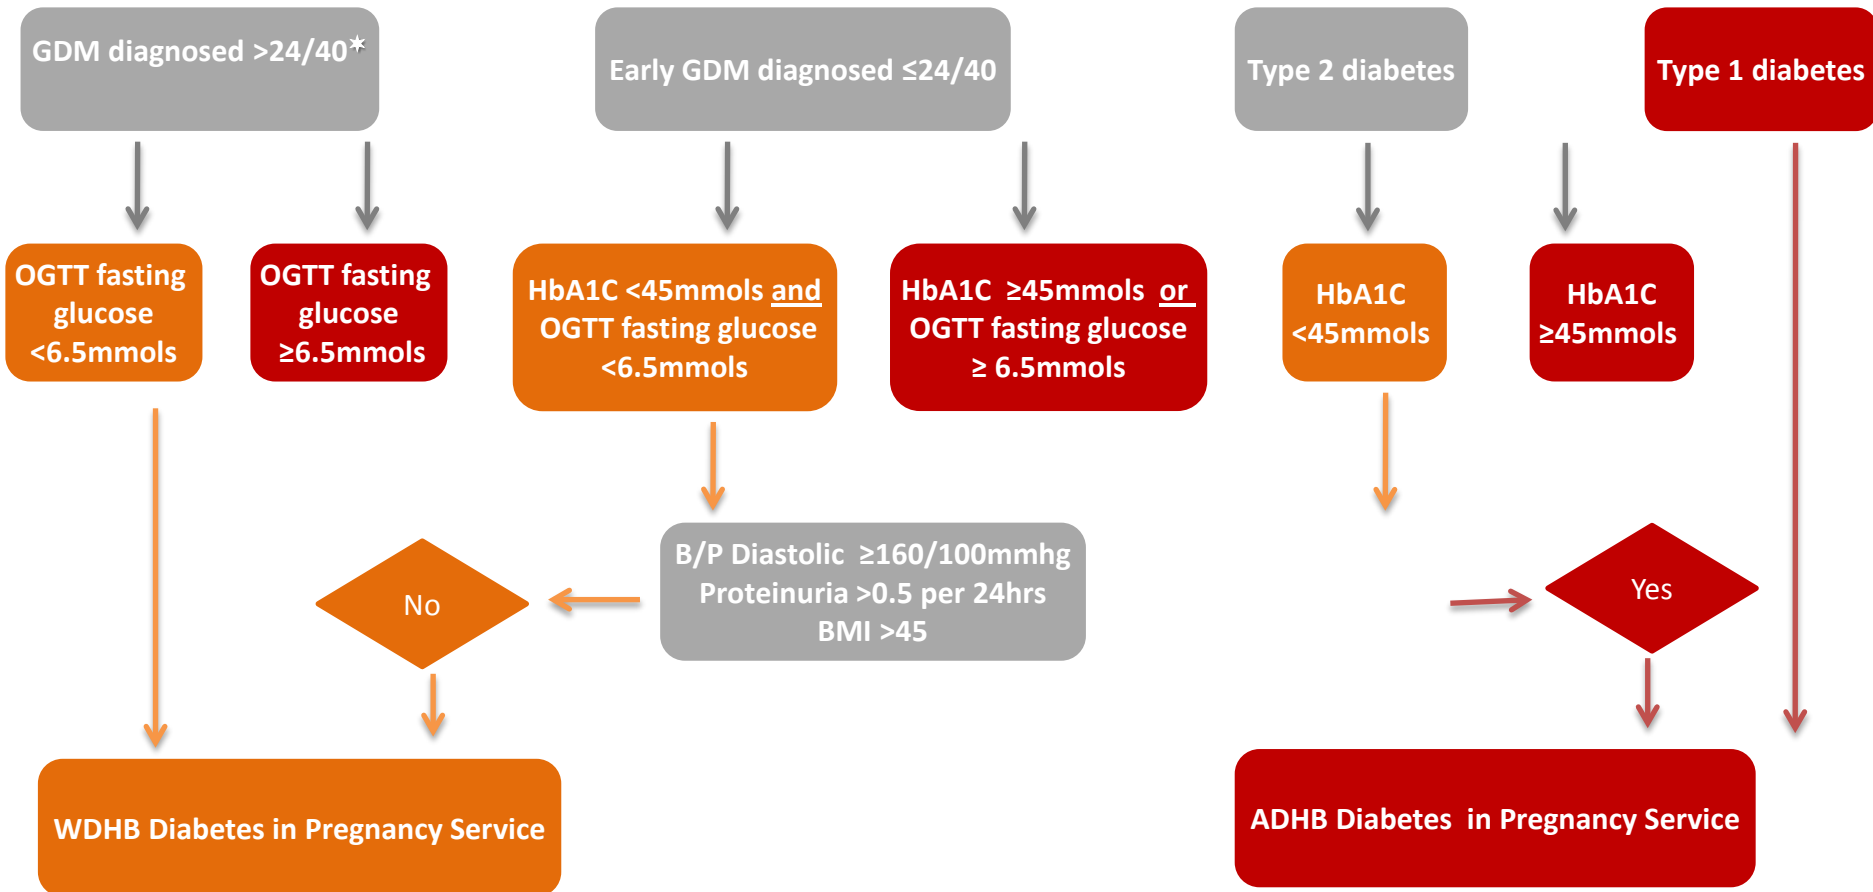 GDM diagnosed >24/40*
Early GDM diagnosed ≤24/40
Type 2 diabetes
Type 1 diabetes
OGTT fasting
glucose
<6.5mmols
OGTT fasting
glucose
≥6.5mmols
HbA1C <45mmols and
OGTT fasting glucose
<6.5mmols
HbA1C ≥45mmols or
OGTT fasting glucose
≥ 6.5mmols
HbA1C
<45mmols
HbA1C
≥45mmols
B/P Diastolic ≥160/100mmhg
Proteinuria >0.5 per 24hrs
BMI >45
No
Yes
WDHB Diabetes in Pregnancy Service
ADHB Diabetes in Pregnancy Service